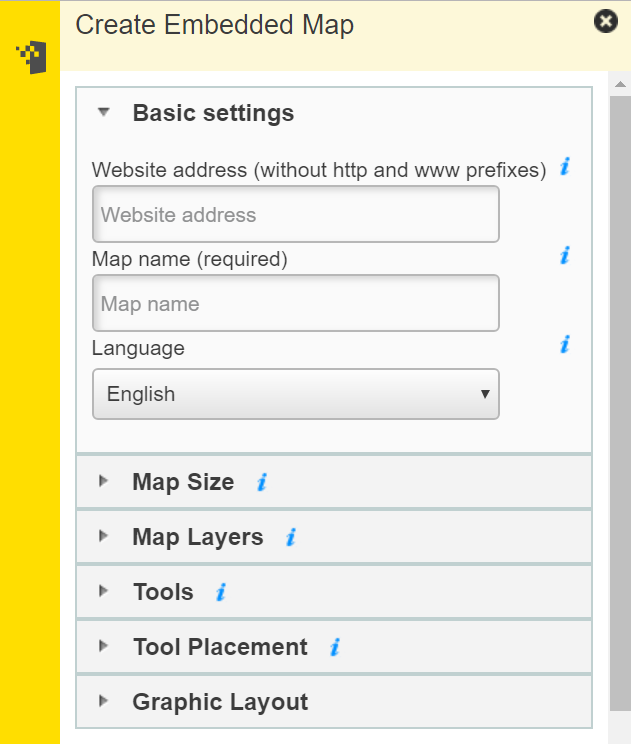 Create Embedded Map
Basic settings
Website address (without http and www prefixes) i
Website address
Map name (required) i
Map name
Language i
English
Map Size i
Map Layers i
Tools i
Tool Placement i
Graphic Layout